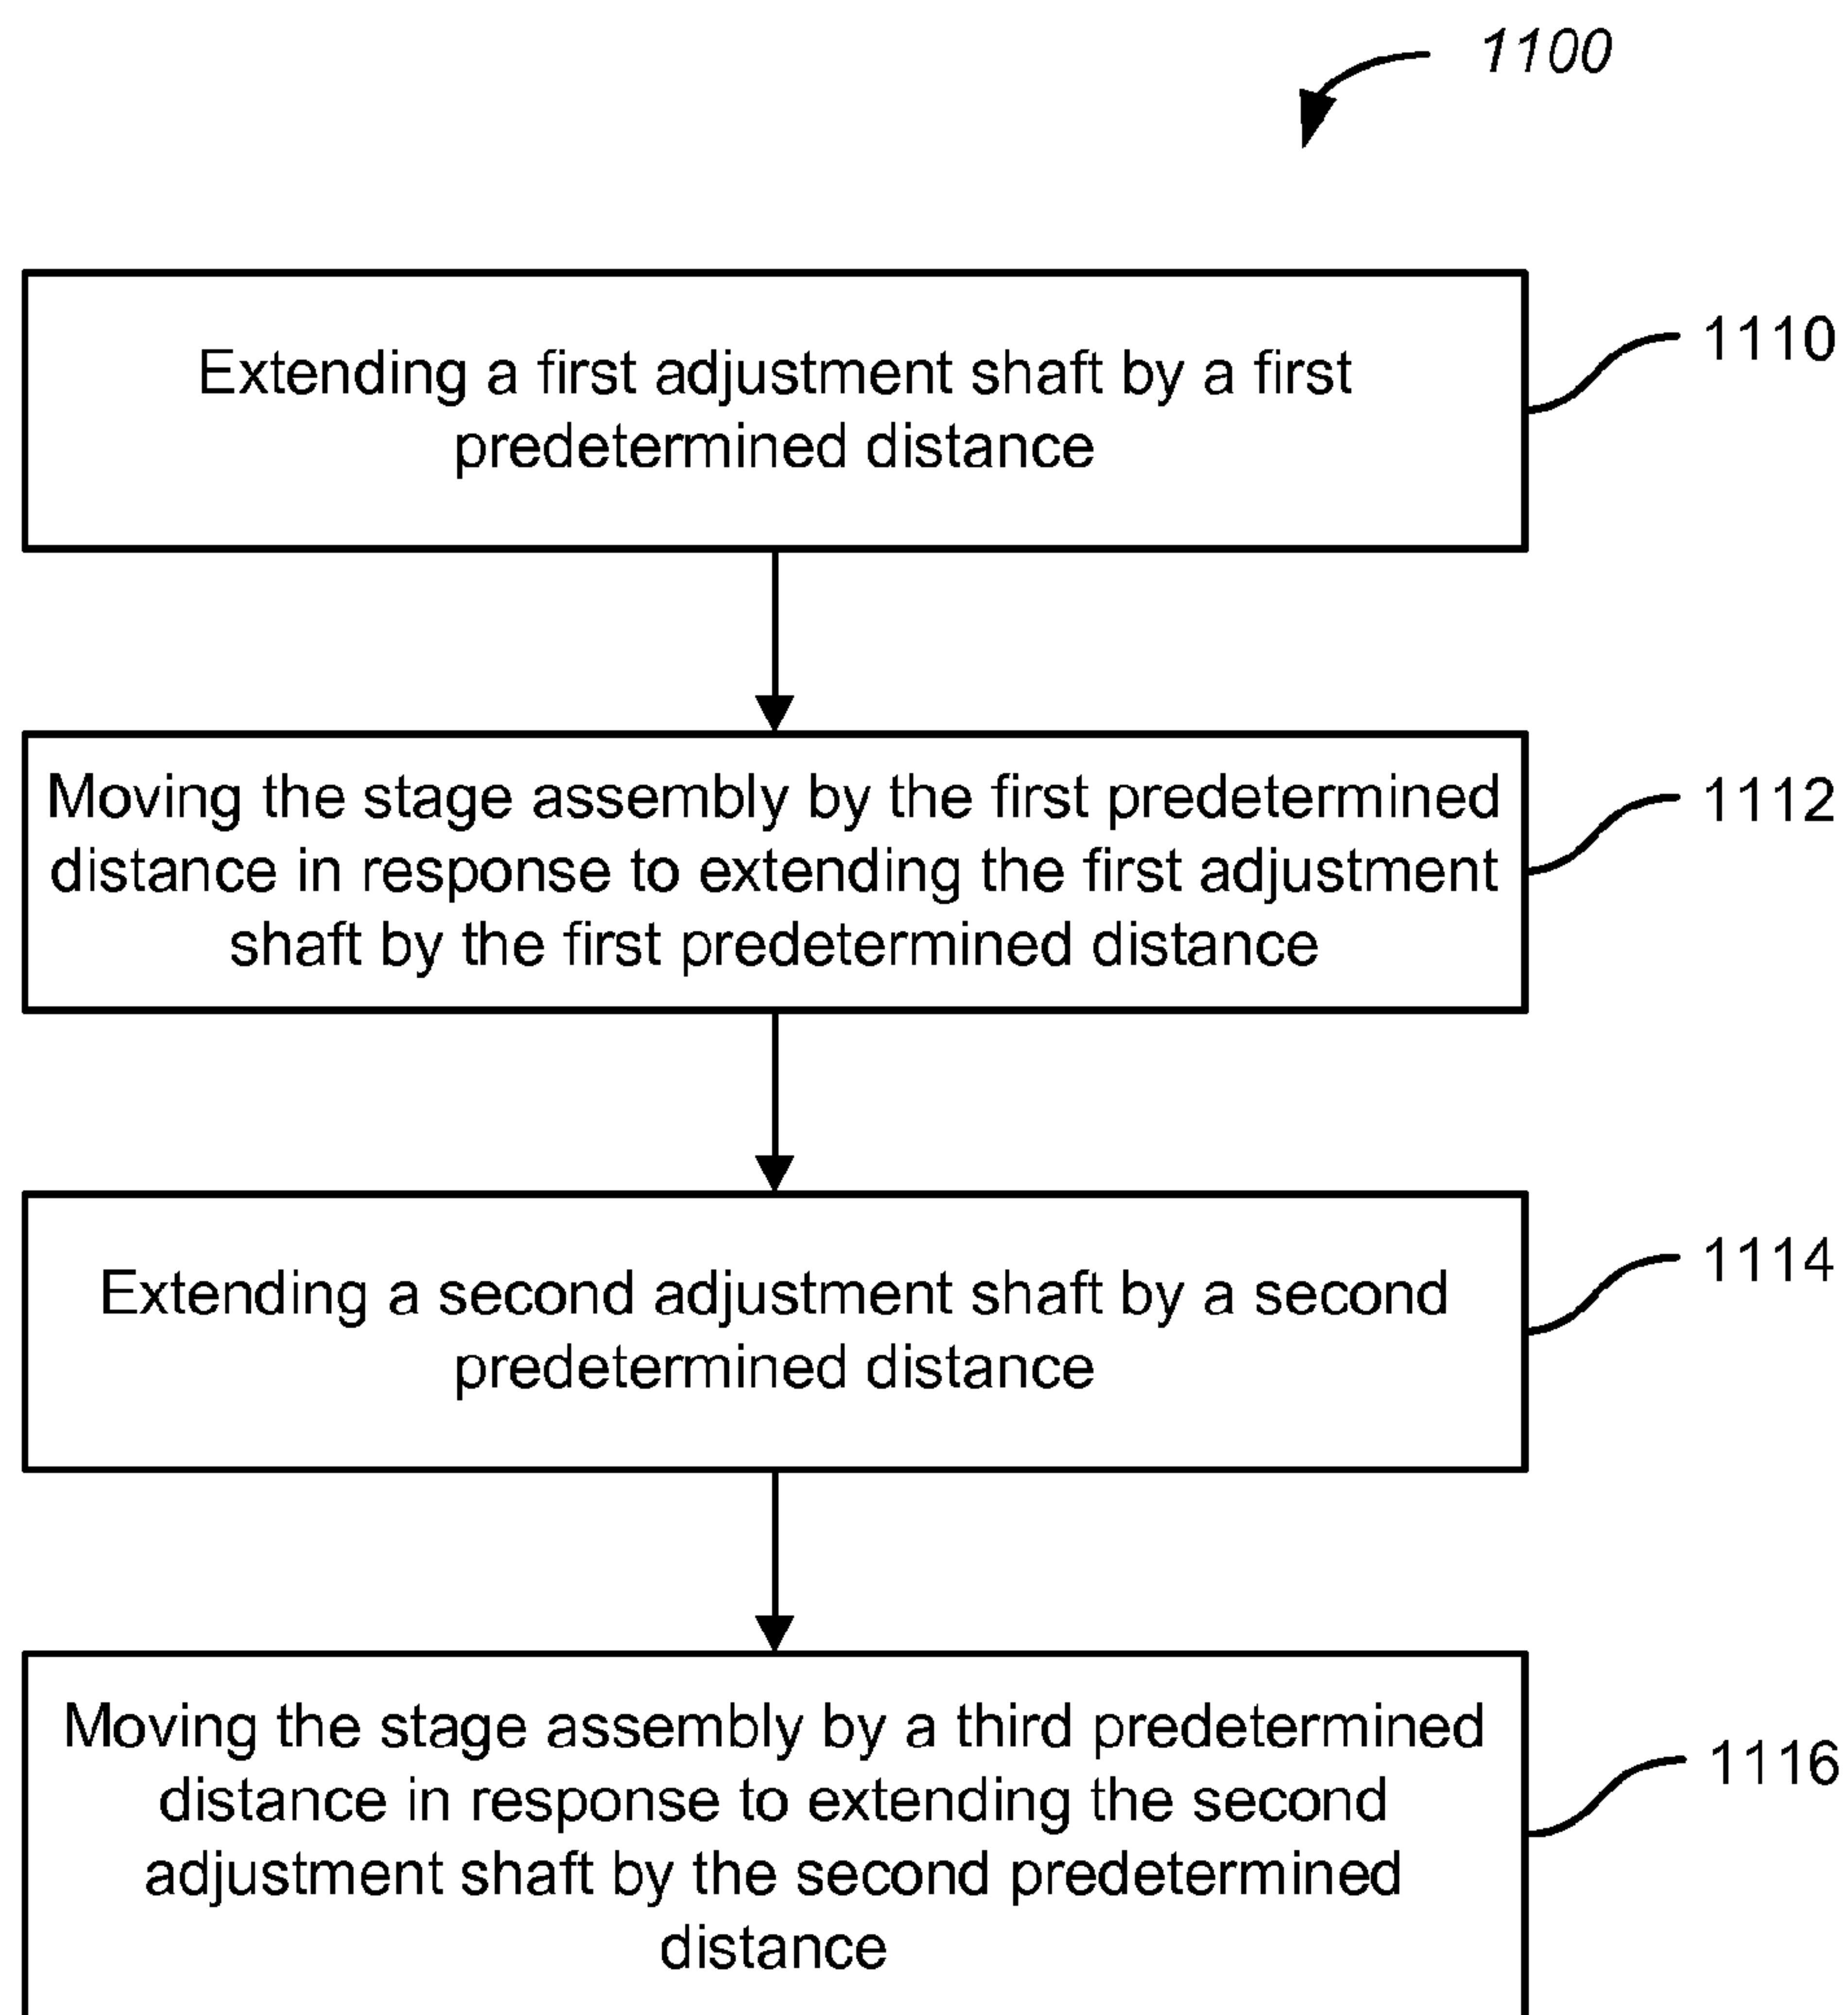 1100
Extending a first adjustment shaft by a first
predetermined distance
1110
Moving the stage assembly by the first predetermined
distance in response to extending the first adjustment
shaft by the first predetermined distance
1112
Extending a second adjustment shaft by a second
predetermined distance
1114
Moving the stage assembly by a third predetermined
distance in response to extending the second
adjustment shaft by the second predetermined
distance
1116